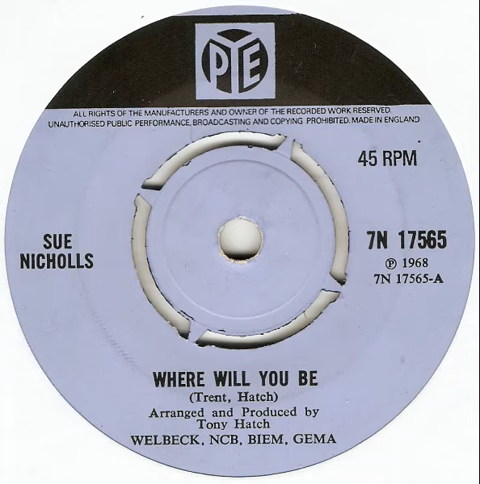 PYE
ALL RIGHTS OF THE MANUFACTURERS AND OWNER OF THE RECORDED WORK RESERVED.
UNAUTHORISED PUBLIC PERFORMANCE, BROADCASTING AND COPYING PROHIBITED. MADE IN ENGLAND
45 RPM
SUE
NICHOLLS
7N 17565
Ⓟ 1968
7N 17565-A
WHERE WILL YOU BE
(Trent, Hatch)
Arranged and Produced by
Tony Hatch
WELBECK, NCB, BIEM, GEMA